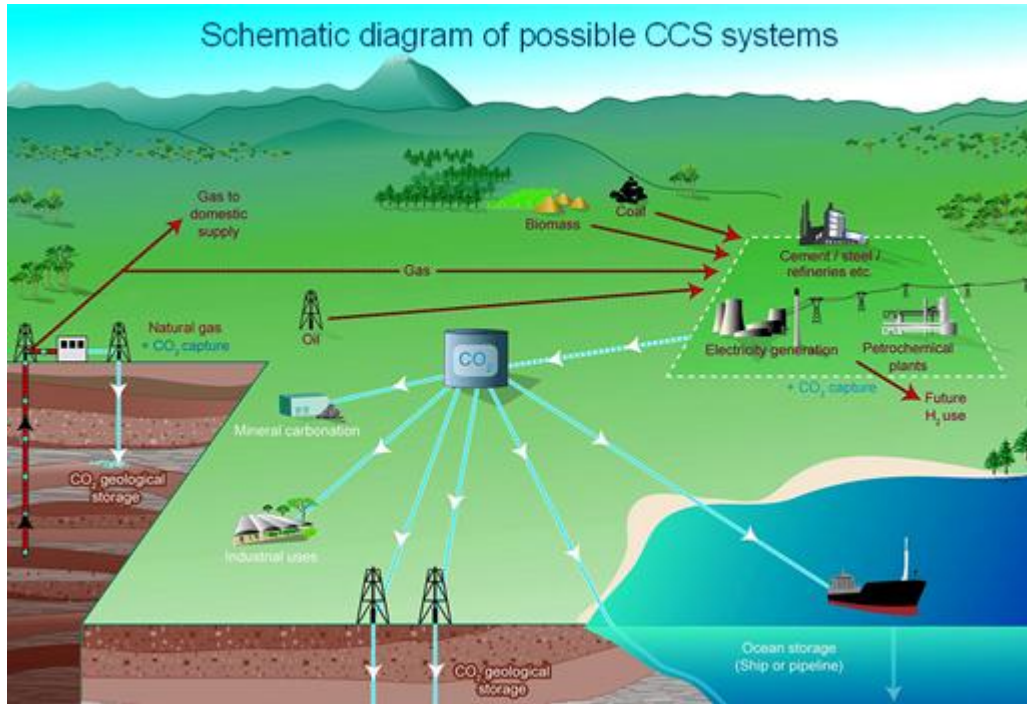 Schematic diagram of possible CCS systems
Gas to
domestic
supply
Coal
Biomass
Cement / steel /
refineries etc.
Gas
Natural gas
+ CO₂ capture
Oil
CO₂
Electricity generation
Petrochemical
plants
+ CO₂ capture
Future
H₂ use
Mineral carbonation
CO₂ geological
storage
Industrial uses
CO₂ geological
storage
Ocean storage
(Ship or pipeline)